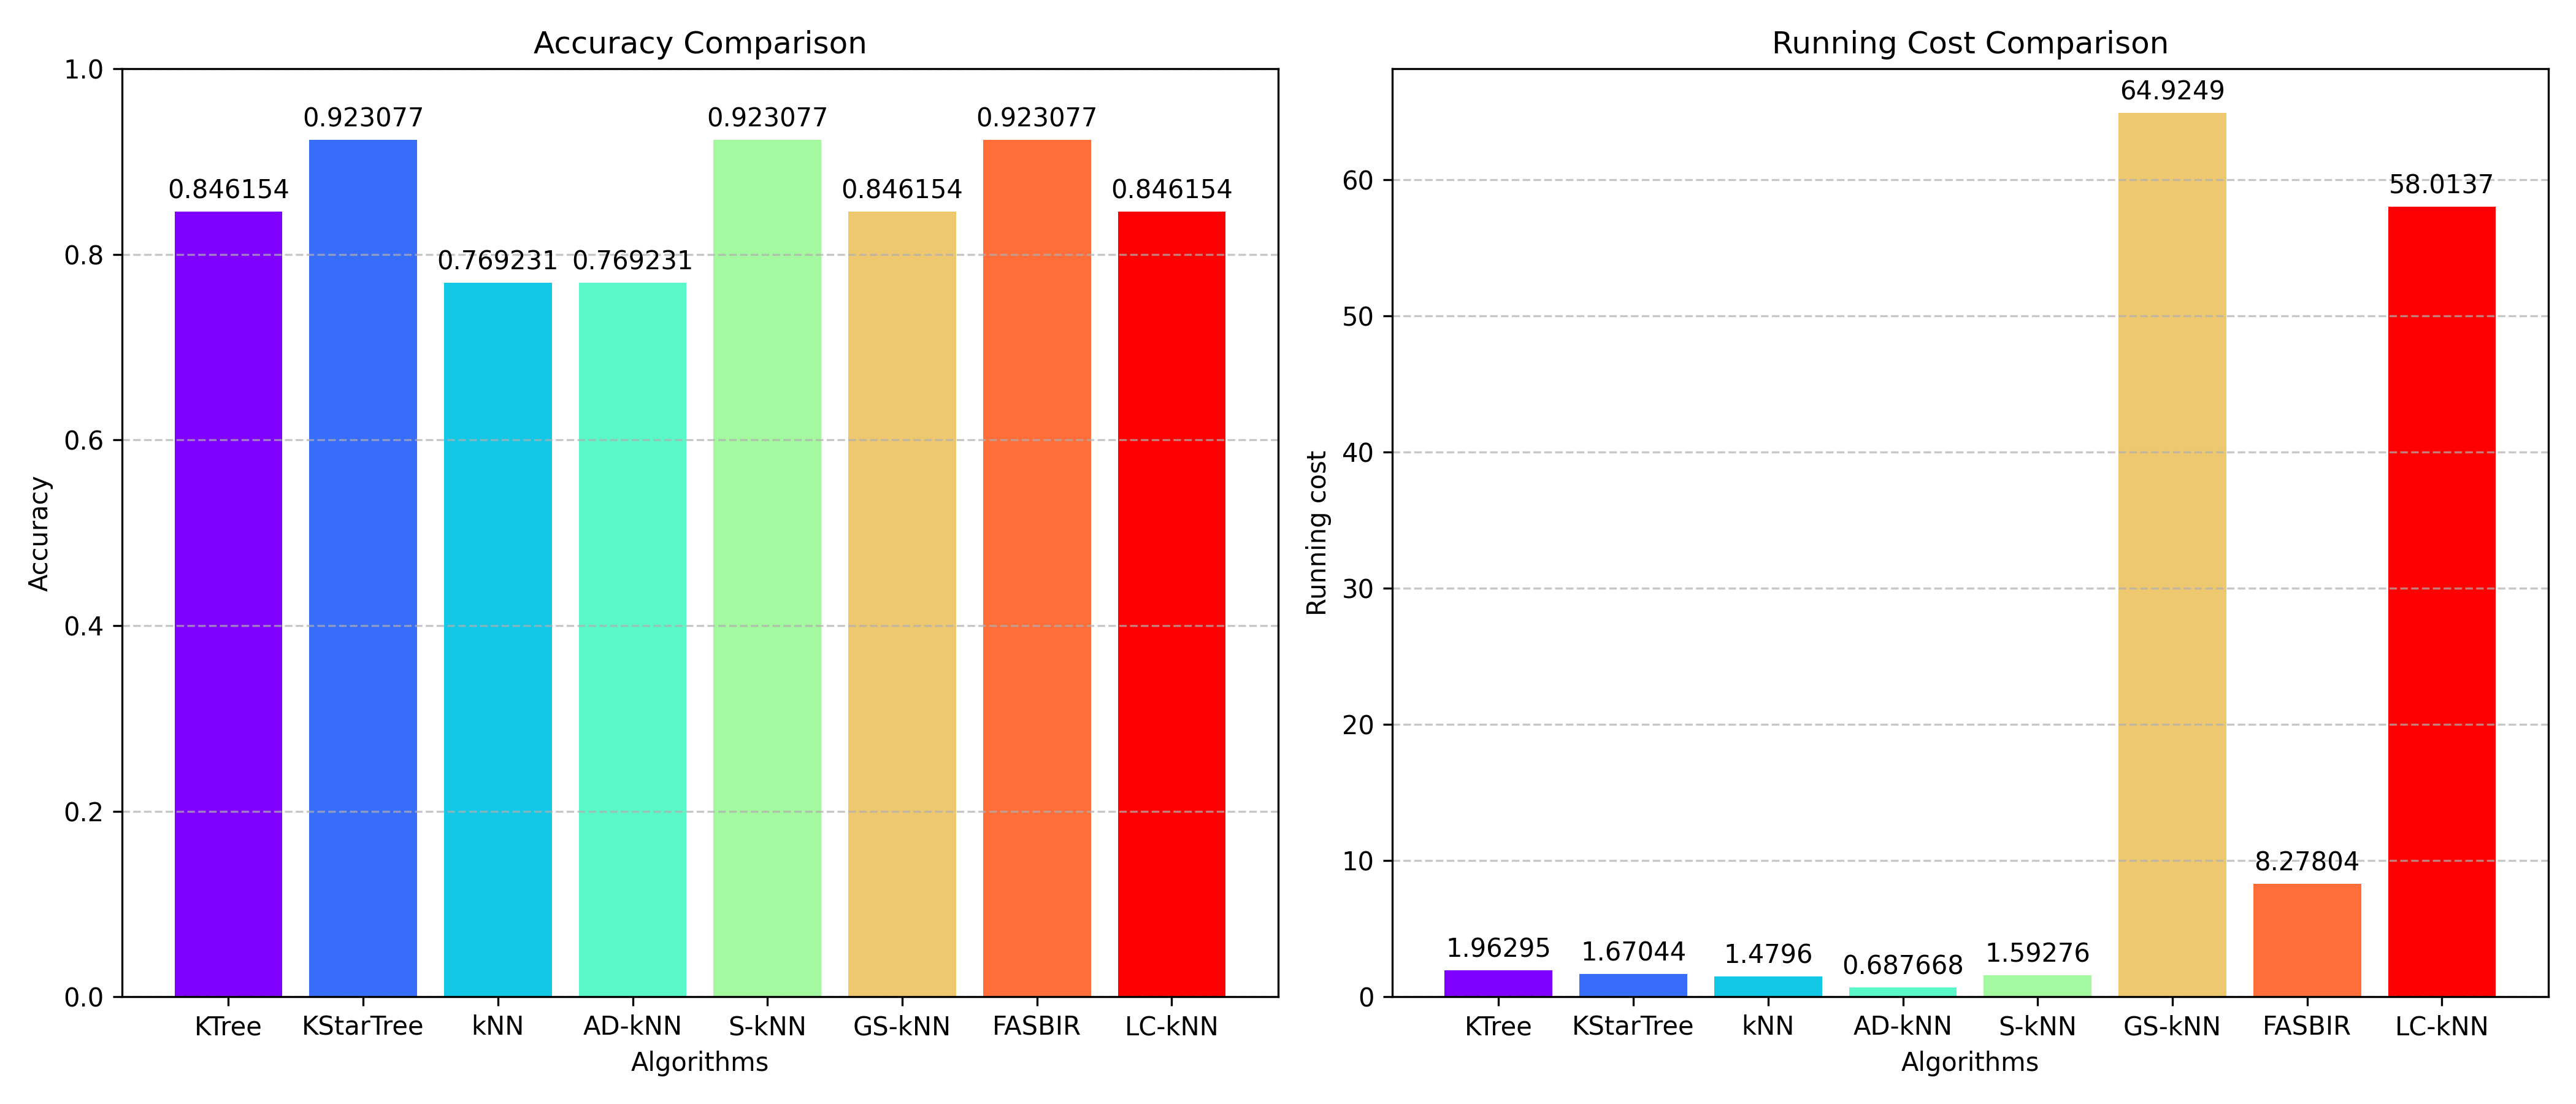 Accuracy Comparison
1.0
0.8
0.6
0.4
0.2
0.0
Accuracy
0.846154
0.923077
0.769231
0.769231
0.923077
0.846154
0.923077
0.846154
KTree
KStarTree
kNN
AD-kNN
S-kNN
GS-kNN
FASBIR
LC-kNN
Algorithms
Running Cost Comparison
60
50
40
30
20
10
0
Running cost
1.96295
1.67044
1.4796
0.687668
1.59276
64.9249
8.27804
58.0137
KTree
KStarTree
kNN
AD-kNN
S-kNN
GS-kNN
FASBIR
LC-kNN
Algorithms